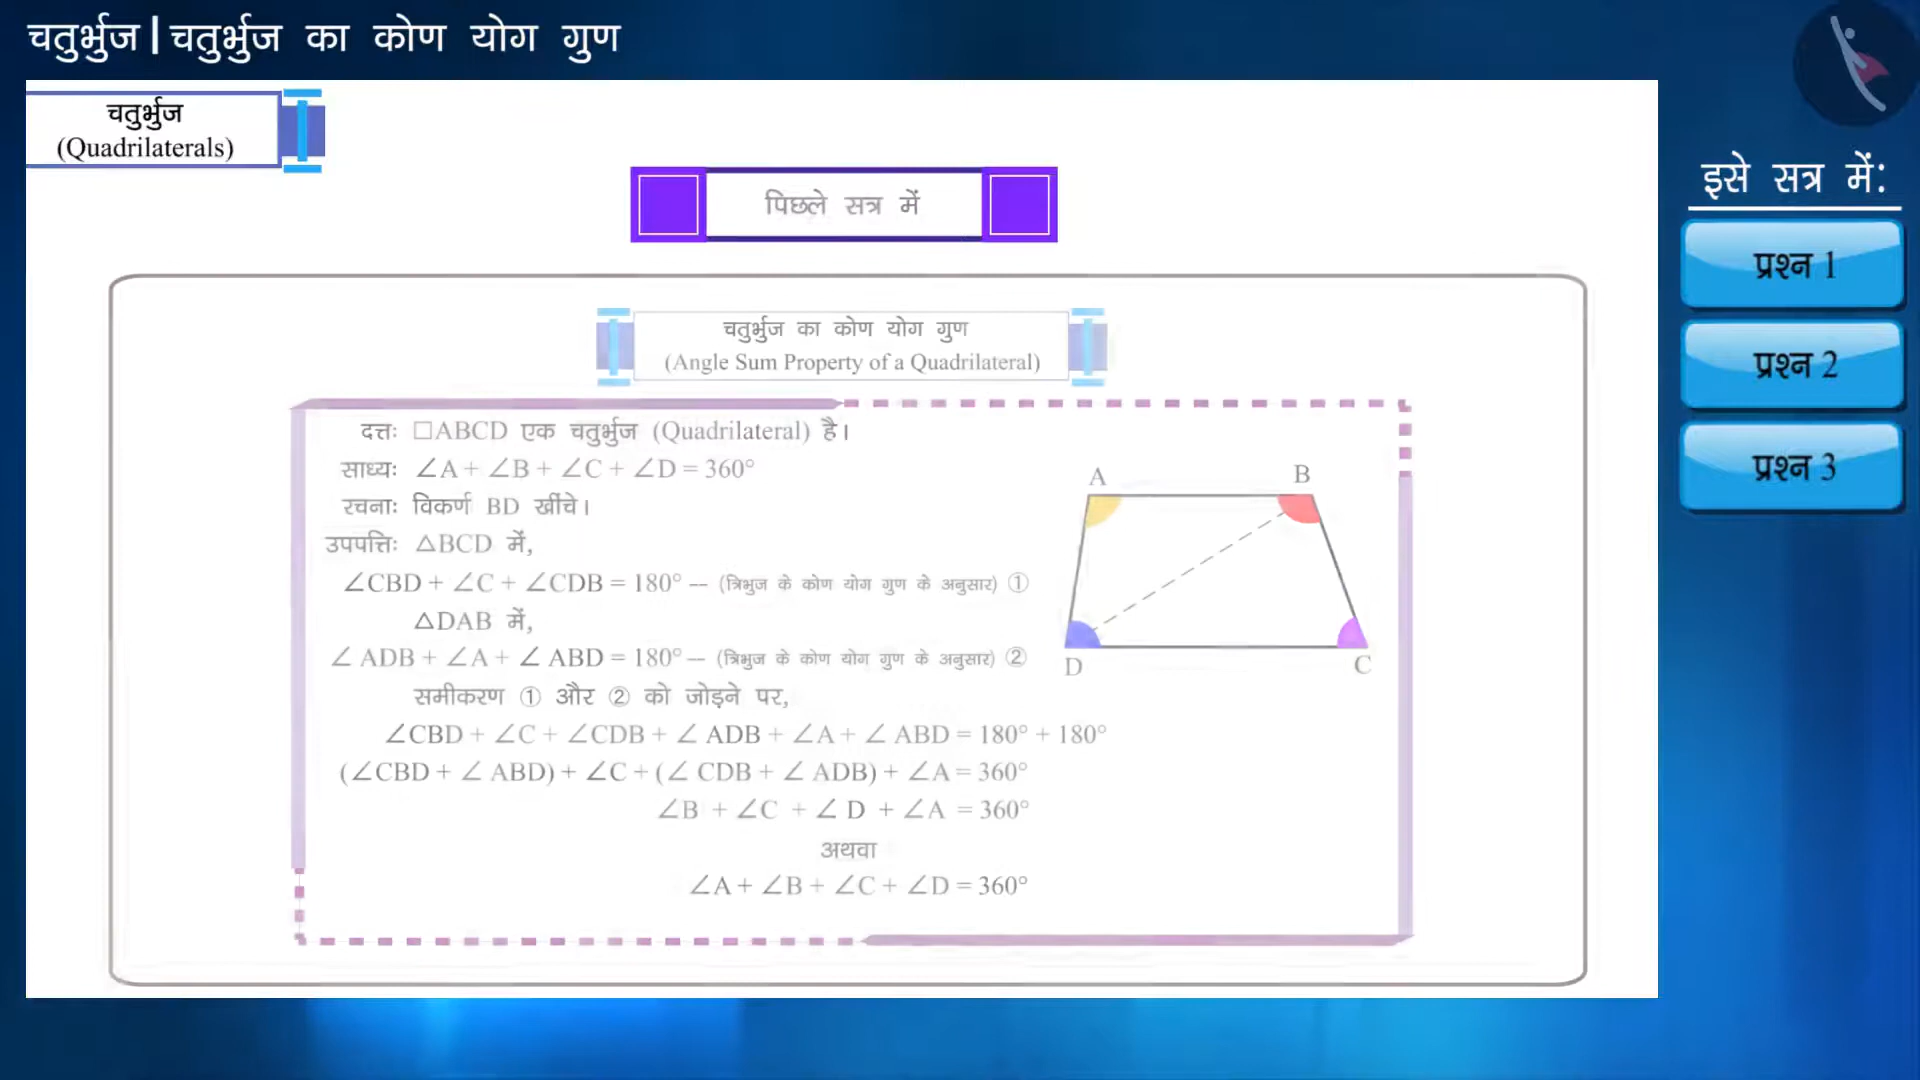 चतुर्भुज | चतुर्भुज का कोण योग गुण
चतुर्भुज
(Quadrilaterals)
पिछले सत्र में
चतुर्भुज का कोण योग गुण
(Angle Sum Property of a Quadrilateral)
दत्तः □ABCD एक चतुर्भुज (Quadrilateral) है।
साध्यः ∠A + ∠B + ∠C + ∠D = 360°
रचनाः विकर्ण BD खींचे।
उपपत्तिः △BCD में,
∠CBD + ∠C + ∠CDB = 180° — (त्रिभुज के कोण योग गुण के अनुसार) ①
△DAB में,
∠ ADB + ∠A + ∠ ABD = 180° — (त्रिभुज के कोण योग गुण के अनुसार) ②
समीकरण ① और ② को जोड़ने पर,
∠CBD + ∠C + ∠CDB + ∠ ADB + ∠A + ∠ ABD = 180° + 180°
(∠CBD + ∠ ABD) + ∠C + (∠ CDB + ∠ ADB) + ∠A = 360°
∠B + ∠C + ∠ D + ∠A = 360°
अथवा
∠A + ∠B + ∠C + ∠D = 360°
A
B
D
C
इसे सत्र में:
प्रश्न 1
प्रश्न 2
प्रश्न 3